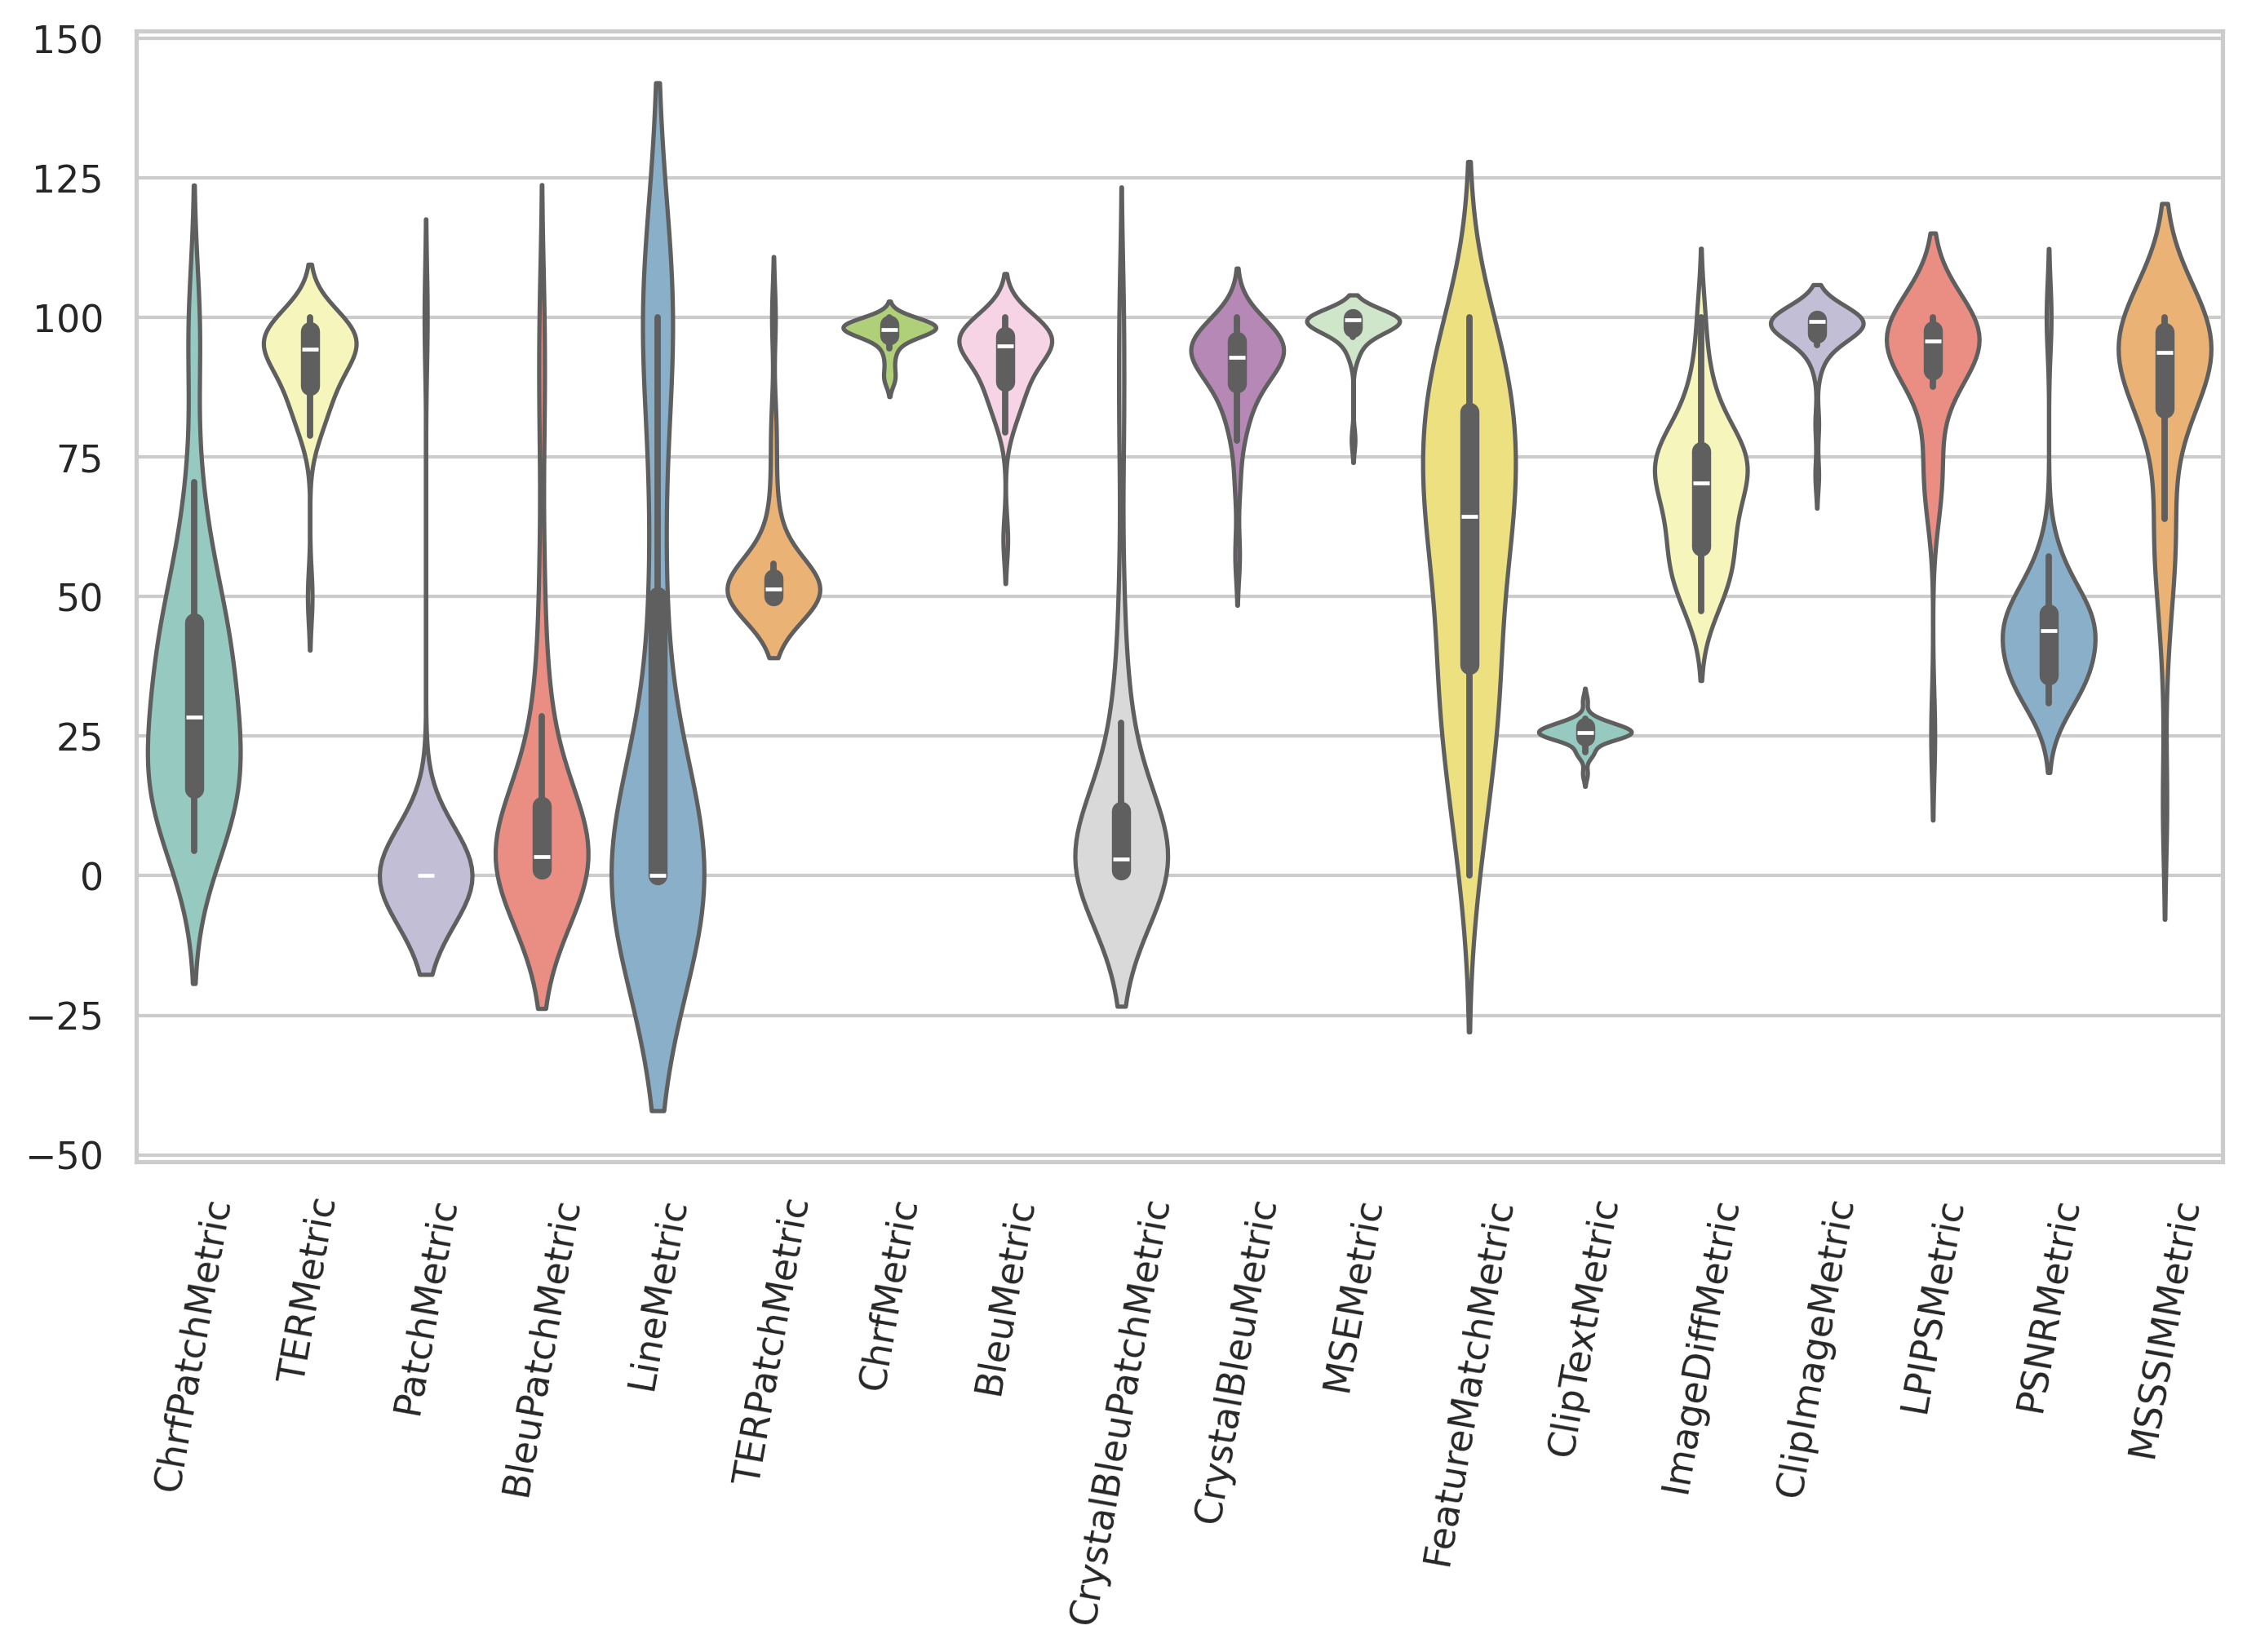 150
125
100
75
50
25
0
−25
−50
ChrfPatchMetric
TERMetric
PatchMetric
BleuPatchMetric
LineMetric
TERPatchMetric
ChrfMetric
BleuMetric
CrystalBleuPatchMetric
CrystalBleuMetric
MSEMetric
FeatureMatchMetric
ClipTextMetric
ImageDiffMetric
ClipImageMetric
LPIPSMetric
PSNRMetric
MSSSIMMetric